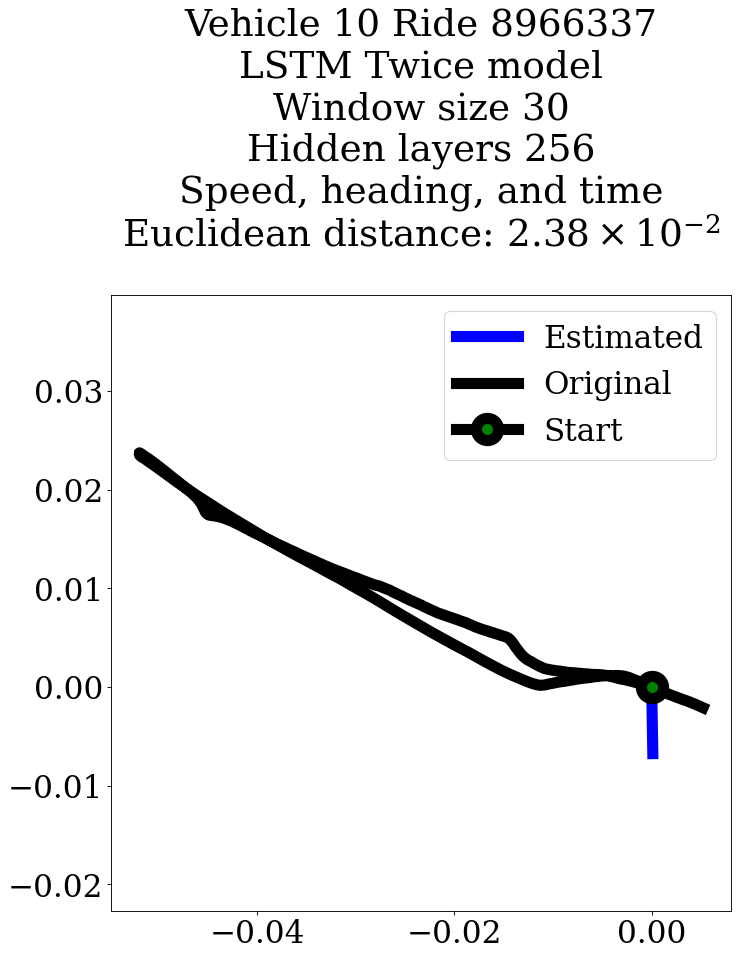 Vehicle 10 Ride 8966337
LSTM Twice model
Window size 30
Hidden layers 256
Speed, heading, and time
Euclidean distance: 2.38 × 10⁻²
Estimated
Original
Start
0.03
0.02
0.01
0.00
−0.01
−0.02
−0.04
−0.02
0.00